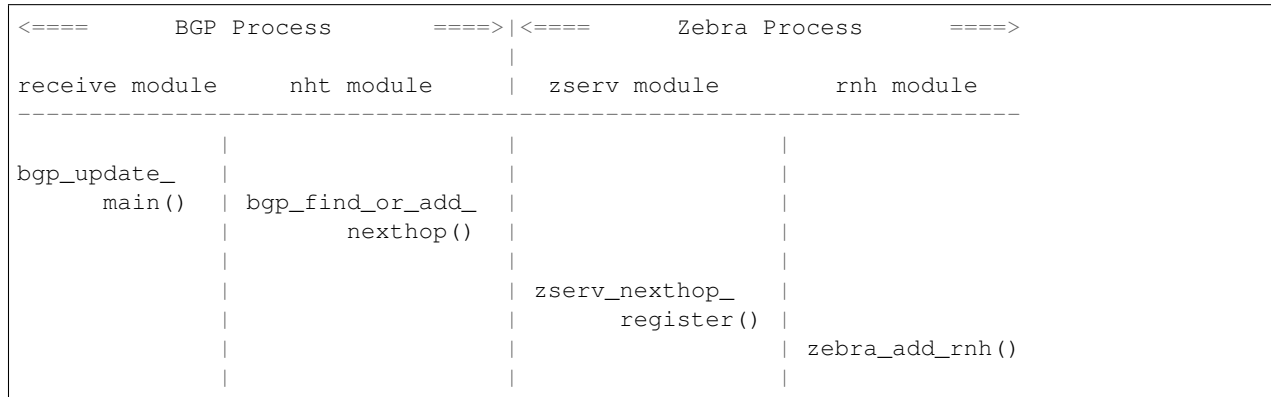 <====      BGP Process       ====>|<====      Zebra Process      ====>
                                  |
receive module     nht module     |  zserv module        rnh module
----------------------------------------------------------------------
              |                   |                  |
bgp_update_   |                   |                  |
      main()  | bgp_find_or_add_  |                  |
              |        nexthop()  |                  |
              |                   |                  |
              |                   | zserv_nexthop_   |
              |                   |       register() |
              |                   |                  | zebra_add_rnh()
              |                   |                  |